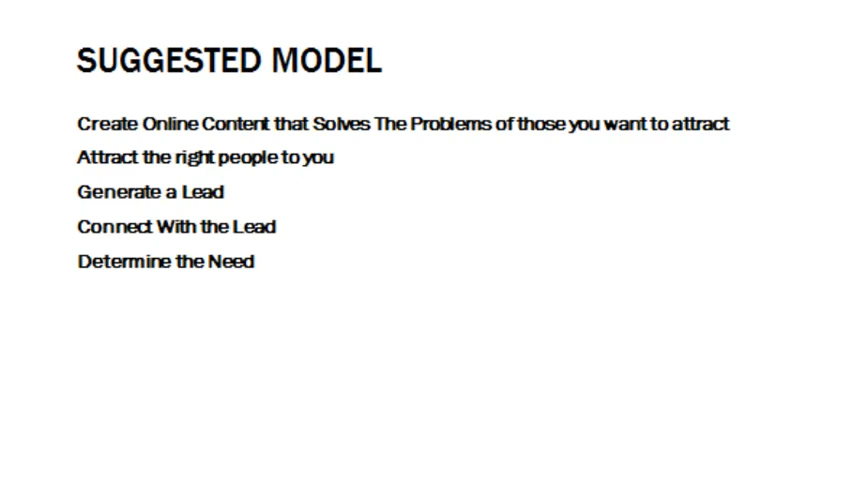 SUGGESTED MODEL
Create Online Content that Solves The Problems of those you want to attract
Attract the right people to you
Generate a Lead
Connect With the Lead
Determine the Need